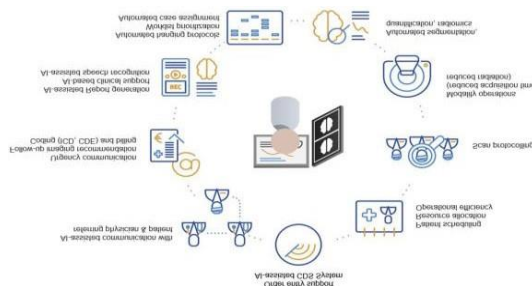 Order entry support
AI-assisted CDS System
Patient scheduling
Resource allocation
Operational efficiency
Scan protocoling
Modality operations
(reduced acquisition tim
reduced radiation)
Automated segmentation,
quantification, radiomics
Automated hanging protocols
Worklist prioritization
Automated case assignment
AI-assisted Report generation
AI-based clinical support
AI-assisted speech recognition
REC
Urgency communication
Follow-up imaging recommendation
Coding (ICD, CDE) and billing
AI-assisted communication with
referring physician & patient